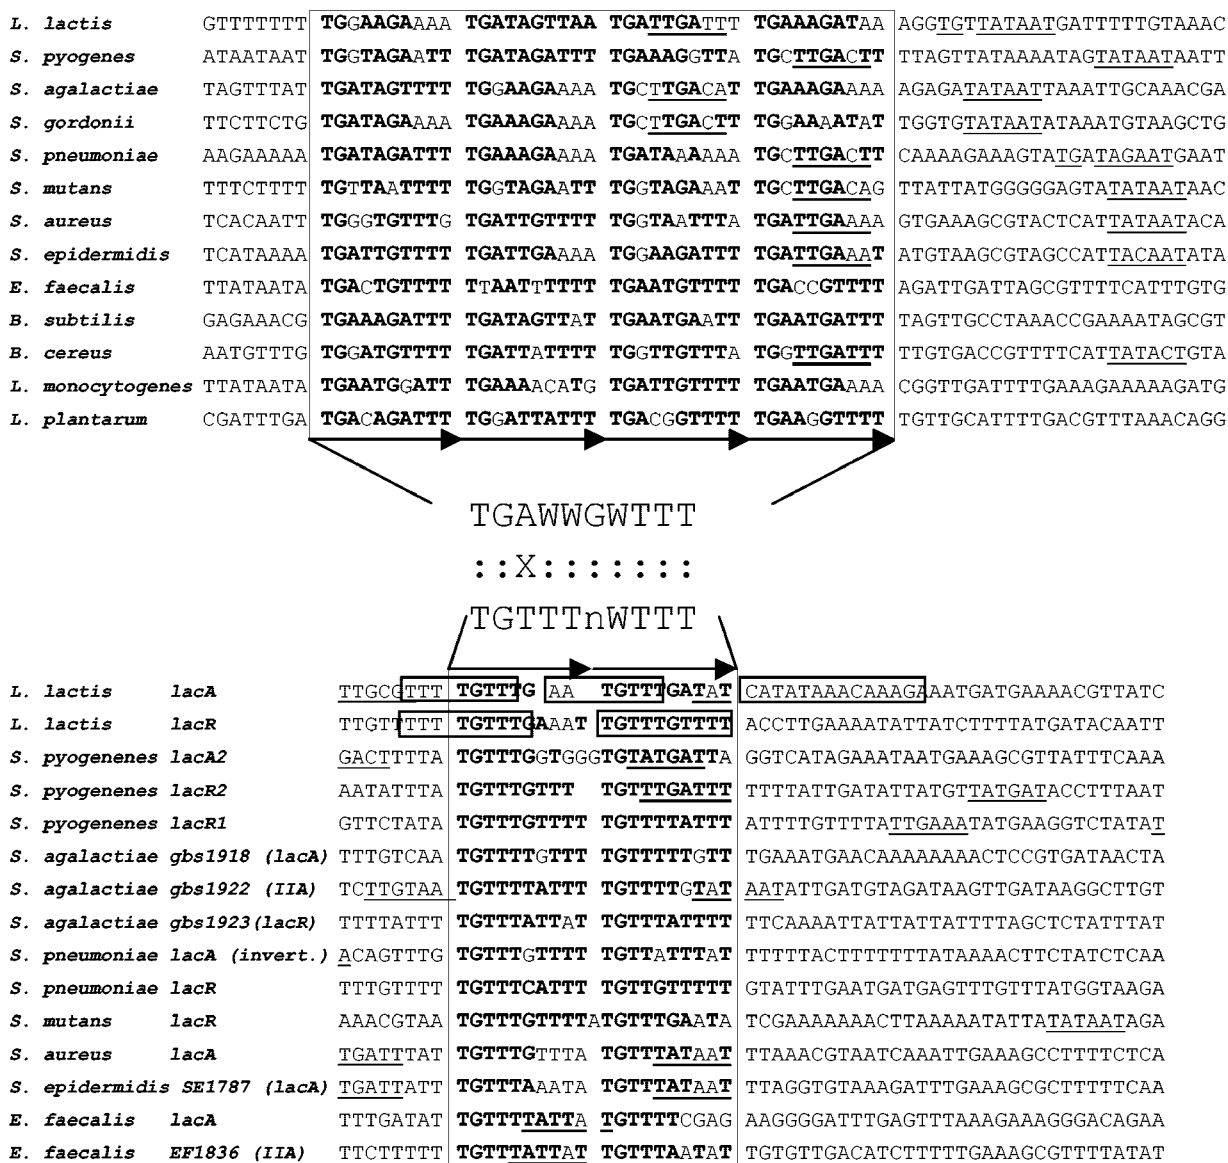 L. lactis GTTTTTTT TGGAAGAAAA TGATAGTTAA TGATTGATTT TGAAAGATAA AGGTGTTATAATGATTTTTGTAAAC
S. pyogenes ATAATAAT TGGTAGAATT TGATAGATTT TGAAAGGTTA TGCTTGACTT TTAGTTATAAAATAGTATAATAATT
S. agalactiae TAGTTTAT TGATAGTTTT TGGAAGAAAA TGCTTGACAT TGAAAGAAAA AGAGATATAATTAAATTGCAAACGA
S. gordonii TTCTTCTG TGATAGAAAA TGAAAGAAAA TGCTTGACTT TGGAAAATAT TGGTGTATAATATAAATGTAAGCTG
S. pneumoniae AAGAAAAA TGATAGATTT TGAAAGAAAA TGATAAAAAA TGCTTGACTT CAAAAGAAAGTATGATAGAATGAAT
S. mutans TTTCTTTT TGTTAATTTT TGGTAGAATT TGGTAGAAAT TGCTTGACAG TTATTATGGGGGAGTATATAATAAC
S. aureus TCACAATT TGGGTGTTTG TGATTGTTTT TGGTAATTTA TGATTGAAAA GTGAAAGCGTACTCATTATAATACA
S. epidermidis TCATAAAA TGATTGTTTT TGATTGAAAA TGGAAGATTT TGATTGAAAT ATGTAAGCGTAGCCATTACAATATA
E. faecalis TTATAATA TGACTGTTTT TTAATTTTTT TGAATGTTTT TGACCGTTTT AGATTGATTAGCGTTTTCATTTGTG
B. subtilis GAGAAACG TGAAAGATTT TGATAGTTAT TGAATGAATT TGAATGATTT TAGTTGCCTAAACCGAAAATAGCGT
B. cereus AATGTTTG TGGATGTTTT TGATTATTTT TGGTTGTTTA TGGTTGATTT TTGTGACCGTTTTCATTATACTGTA
L. monocytogenes TTATAATA TGAATGGATT TGAAAACATG TGATTGTTTT TGAATGAAAA CGGTTGATTTTGAAAGAAAAAGATG
L. plantarum CGATTTGA TGACAGATTT TGGATTATTT TGACGGTTTT TGAAGGTTTT TGTTGCATTTTGACGTTTAAACAGG
TGAWWGWTTT
::X:::::::
TGTTTnWTTT
L. lactis lacA TTGCGTTT TGTTTG AA TGTTTGATAT CATATAAACAAAGAAATGATGAAAACGTTATC
L. lactis lacR TTGTTTTT TGTTTGAAAT TGTTTGTTTT ACCTTGAAAATATTATCTTTTATGATACAATT
S. pyogenenes lacA2 GACTTTTA TGTTTGGTGGGTGTATGATTA GGTCATAGAAATAATGAAAGCGTTATTTCAAA
S. pyogenenes lacR2 AATATTTA TGTTTGTTT TGTTTGATTT TTTTATTGATATTATGTTATGATACCTTTAAT
S. pyogenenes lacR1 GTTCTATA TGTTTGTTTT TGTTTTATTT ATTTTGTTTTATTGAAATATGAAGGTCTATAT
S. agalactiae gbs1918 (lacA) TTTGTCAA TGTTTTGTTT TGTTTTTGTT TGAAATGAACAAAAAAAACTCCGTGATAACTA
S. agalactiae gbs1922 (IIA) TCTTGTAA TGTTTTATTT TGTTTTGTAT AATATTGATGTAGATAAGTTGATAAGGCTTGT
S. agalactiae gbs1923(lacR) TTTTATTT TGTTTATTAT TGTTTATTTT TTCAAAATTATTATTATTTTAGCTCTATTTAT
S. pneumoniae lacA (invert.) ACAGTTTG TGTTTGTTTT TGTTATTTAT TTTTTACTTTTTTTATAAAACTTCTATCTCAA
S. pneumoniae lacR TTTGTTTT TGTTTCATTT TGTTGTTTTT GTATTTGAATGATGAGTTTGTTTATGGTAAGA
S. mutans lacR AAACGTAA TGTTTGTTTTATGTTTGAATA TCGAAAAAAACTTAAAAATATTATATAATAGA
S. aureus lacA TGATTTAT TGTTTGTTTA TGTTTATAAT TTAAACGTAATCAATTGAAAGCCTTTTCTCA
S. epidermidis SE1787 (lacA) TGATTATT TGTTTAAATA TGTTTATAAT TTAGGTGTAAAGATTTGAAAGCGCTTTTTCAA
E. faecalis lacA TTTGATAT TGTTTTATTA TGTTTTCGAG AAGGGGATTTGAGTTTAAAGAAAGGGACAGAA
E. faecalis EF1836 (IIA) TTCTTTTT TGTTTATTAT TGTTTAATAT TGTGTTGACATCTTTTTGAAAGCGTTTTATAT